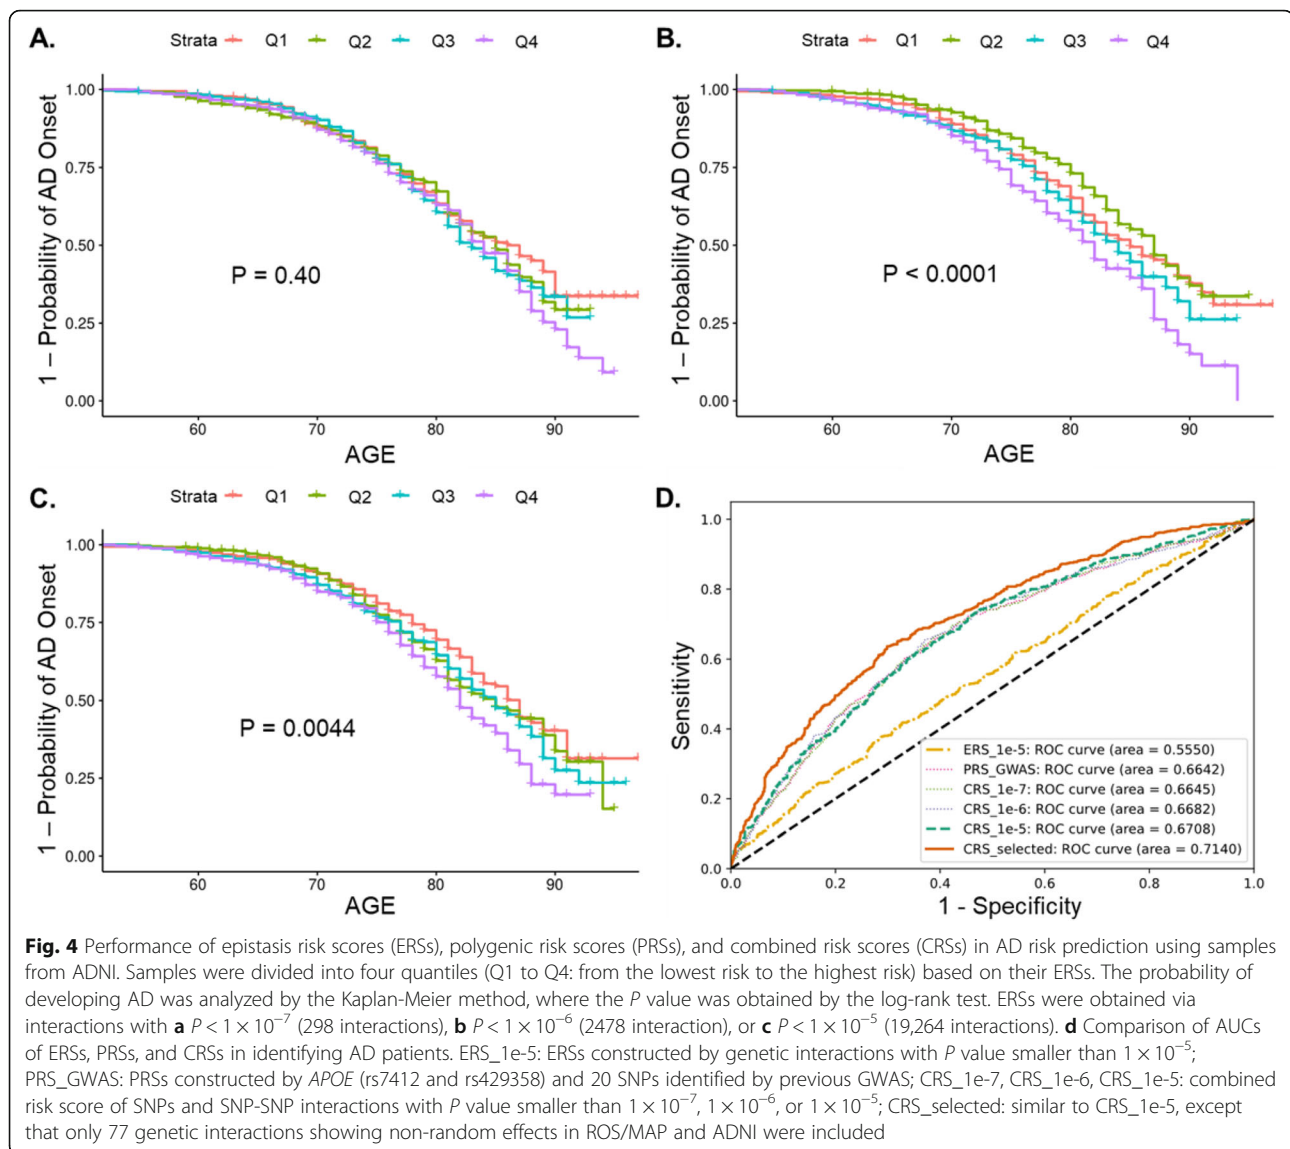 A.
Strata Q1 Q2 Q3 Q4
1.00
0.75
0.50
0.25
0.00
1 – Probability of AD Onset
P = 0.40
60 70 80 90
AGE
B.
Strata Q1 Q2 Q3 Q4
1.00
0.75
0.50
0.25
0.00
1 – Probability of AD Onset
P < 0.0001
60 70 80 90
AGE
C.
Strata Q1 Q2 Q3 Q4
1.00
0.75
0.50
0.25
0.00
1 – Probability of AD Onset
P = 0.0044
60 70 80 90
AGE
D.
1.0
0.8
0.6
0.4
0.2
0.0
Sensitivity
ERS_1e-5: ROC curve (area = 0.5550)
PRS_GWAS: ROC curve (area = 0.6642)
CRS_1e-7: ROC curve (area = 0.6645)
CRS_1e-6: ROC curve (area = 0.6682)
CRS_1e-5: ROC curve (area = 0.6708)
CRS_selected: ROC curve (area = 0.7140)
0.0 0.2 0.4 0.6 0.8 1.0
1 - Specificity
Fig. 4 Performance of epistasis risk scores (ERSs), polygenic risk scores (PRSs), and combined risk scores (CRSs) in AD risk prediction using samples
from ADNI. Samples were divided into four quantiles (Q1 to Q4: from the lowest risk to the highest risk) based on their ERSs. The probability of
developing AD was analyzed by the Kaplan-Meier method, where the P value was obtained by the log-rank test. ERSs were obtained via
interactions with a P < 1 × 10⁻⁷ (298 interactions), b P < 1 × 10⁻⁶ (2478 interaction), or c P < 1 × 10⁻⁵ (19,264 interactions). d Comparison of AUCs
of ERSs, PRSs, and CRSs in identifying AD patients. ERS_1e-5: ERSs constructed by genetic interactions with P value smaller than 1 × 10⁻⁵;
PRS_GWAS: PRSs constructed by APOE (rs7412 and rs429358) and 20 SNPs identified by previous GWAS; CRS_1e-7, CRS_1e-6, CRS_1e-5: combined
risk score of SNPs and SNP-SNP interactions with P value smaller than 1 × 10⁻⁷, 1 × 10⁻⁶, or 1 × 10⁻⁵; CRS_selected: similar to CRS_1e-5, except
that only 77 genetic interactions showing non-random effects in ROS/MAP and ADNI were included